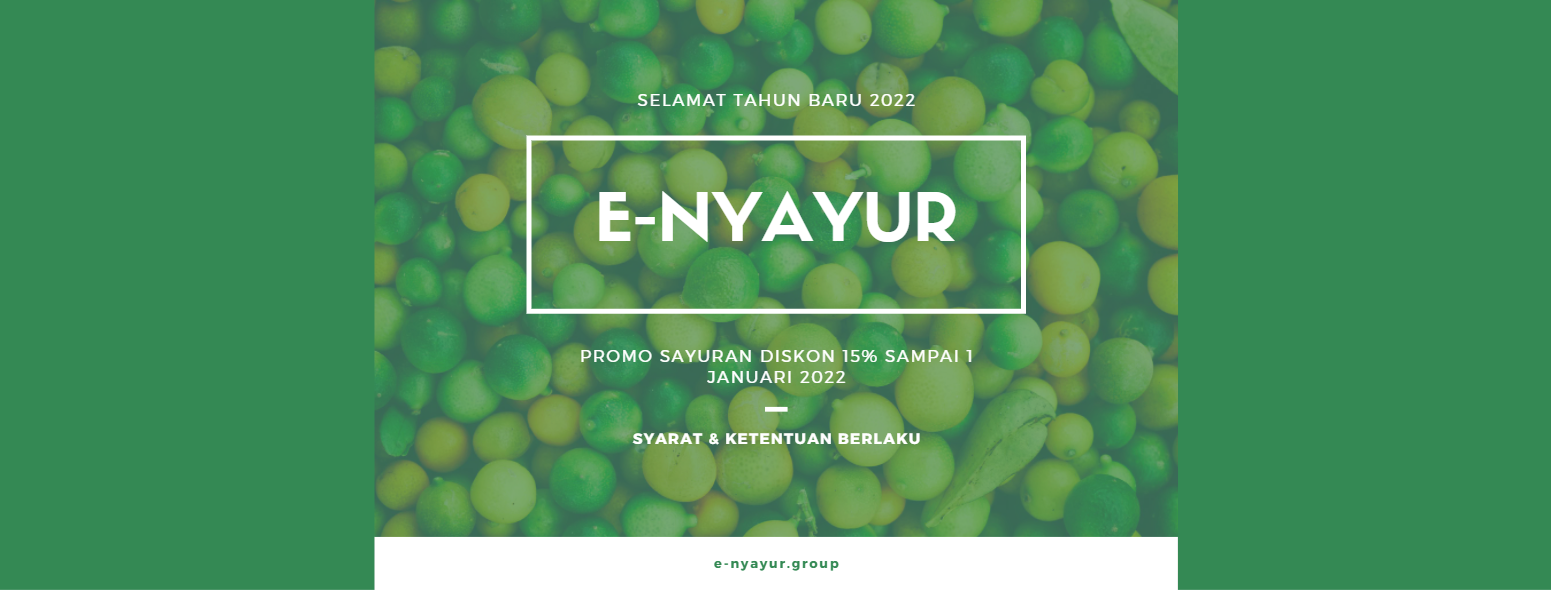 SELAMAT TAHUN BARU 2022
E-NYAYUR
PROMO SAYURAN DISKON 15% SAMPAI 1
JANUARI 2022
SYARAT & KETENTUAN BERLAKU
e-nyayur.group